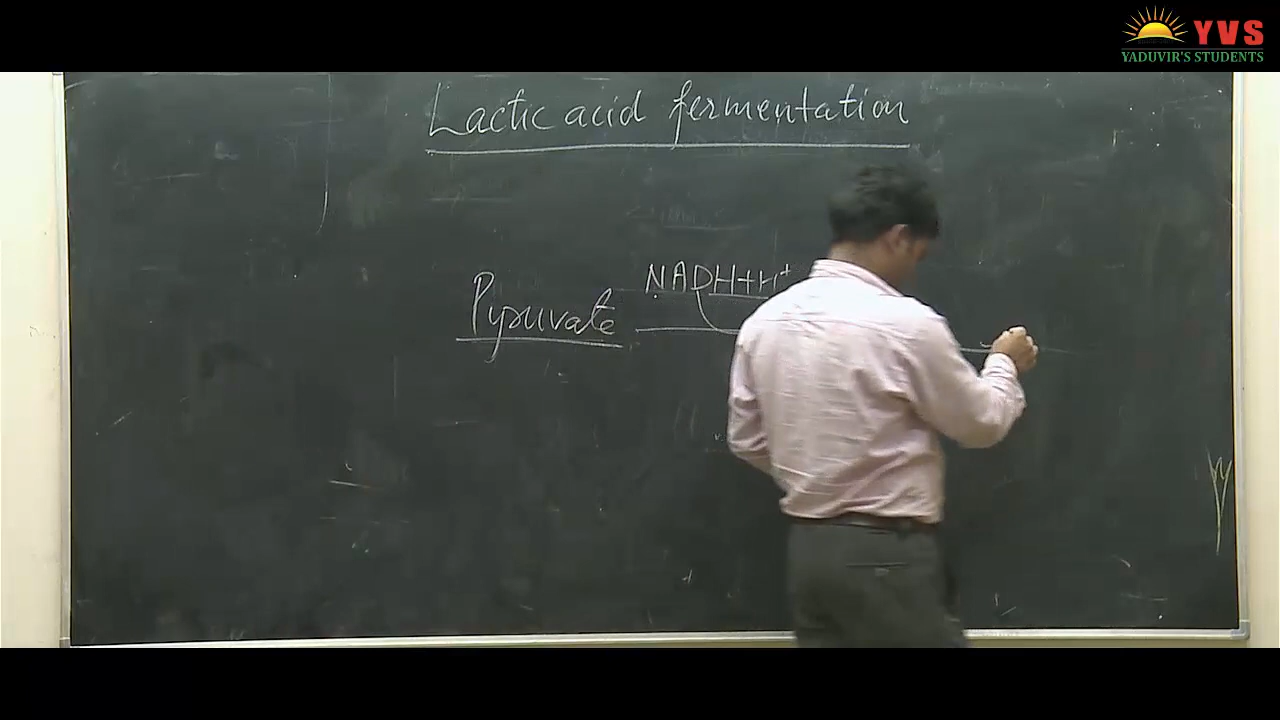 YVS
YADUVIR'S STUDENTS
Lactic acid fermentation
NADH+H+
Pyruvate